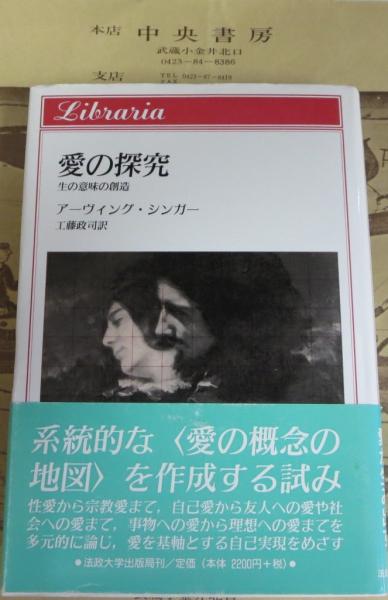 本店 中央書房
武蔵小金井北口
0423-84-8386
支店
TEL 0423-87-8419
Libraria
愛の探究
生の意味の創造
アーヴィング・シンガー
工藤政司訳
系統的な〈愛の概念の
地図〉を作成する試み
性愛から宗教愛まで，自己愛から友人への愛や社
会への愛まで，事物への愛から理想への愛までを
多元的に論じ，愛を基軸とする自己実現をめざす
● 法政大学出版局刊／定価（本体 2200円＋税）●
法政